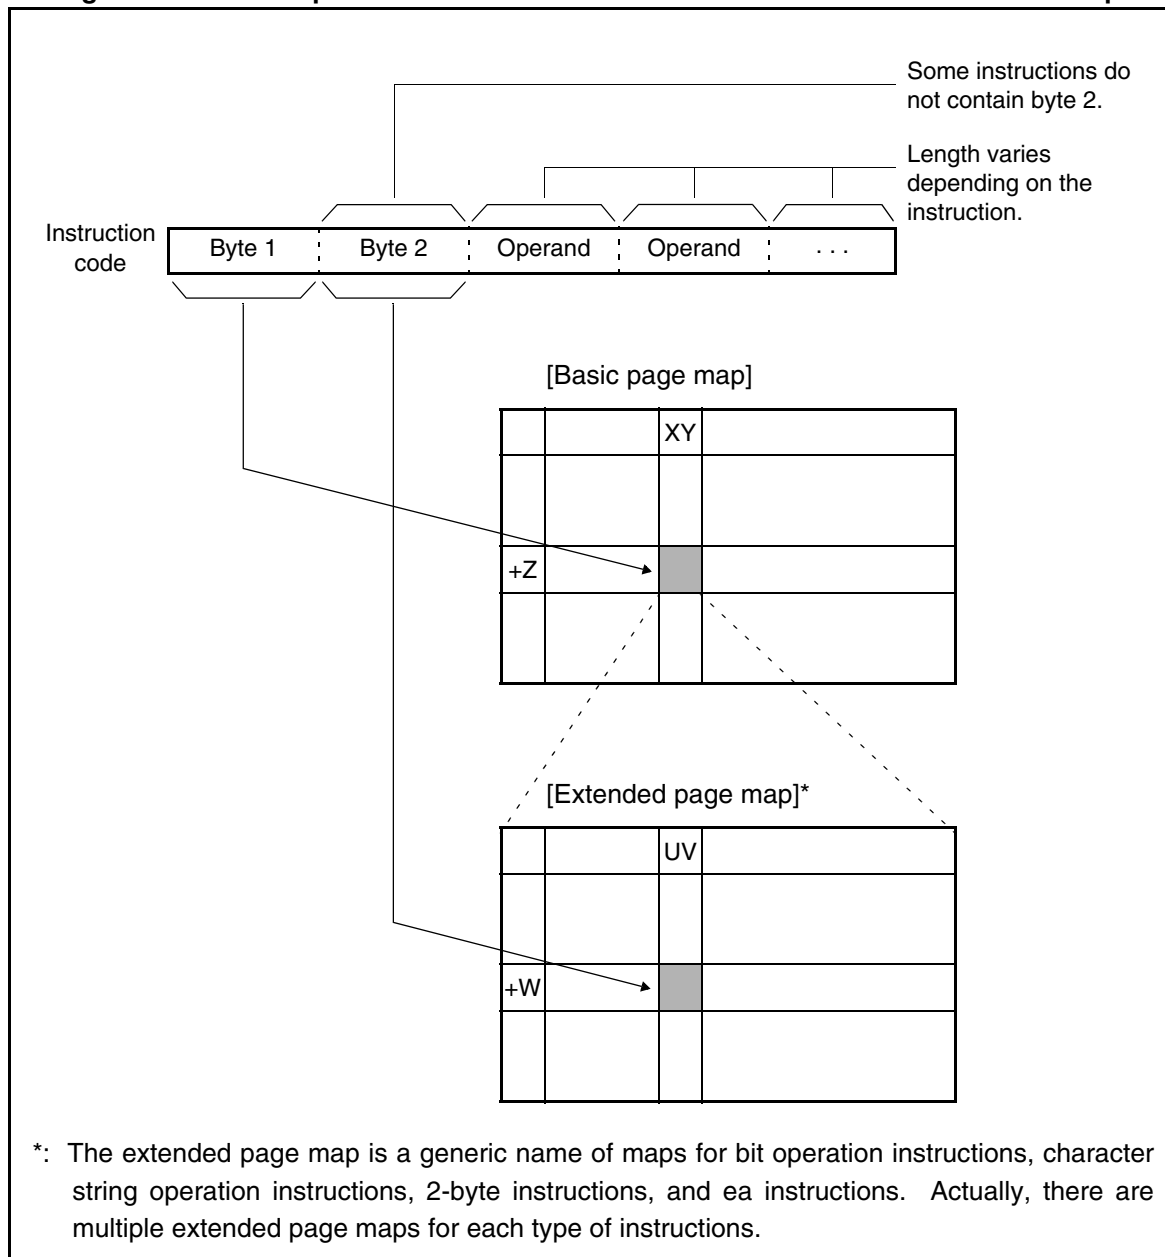 Some instructions do
not contain byte 2.
Length varies
depending on the
instruction.
Instruction
code
Byte 1
Byte 2
Operand
Operand
. . .
[Basic page map]
XY
+Z
[Extended page map]*
UV
+W
*: The extended page map is a generic name of maps for bit operation instructions, character
string operation instructions, 2-byte instructions, and ea instructions. Actually, there are
multiple extended page maps for each type of instructions.